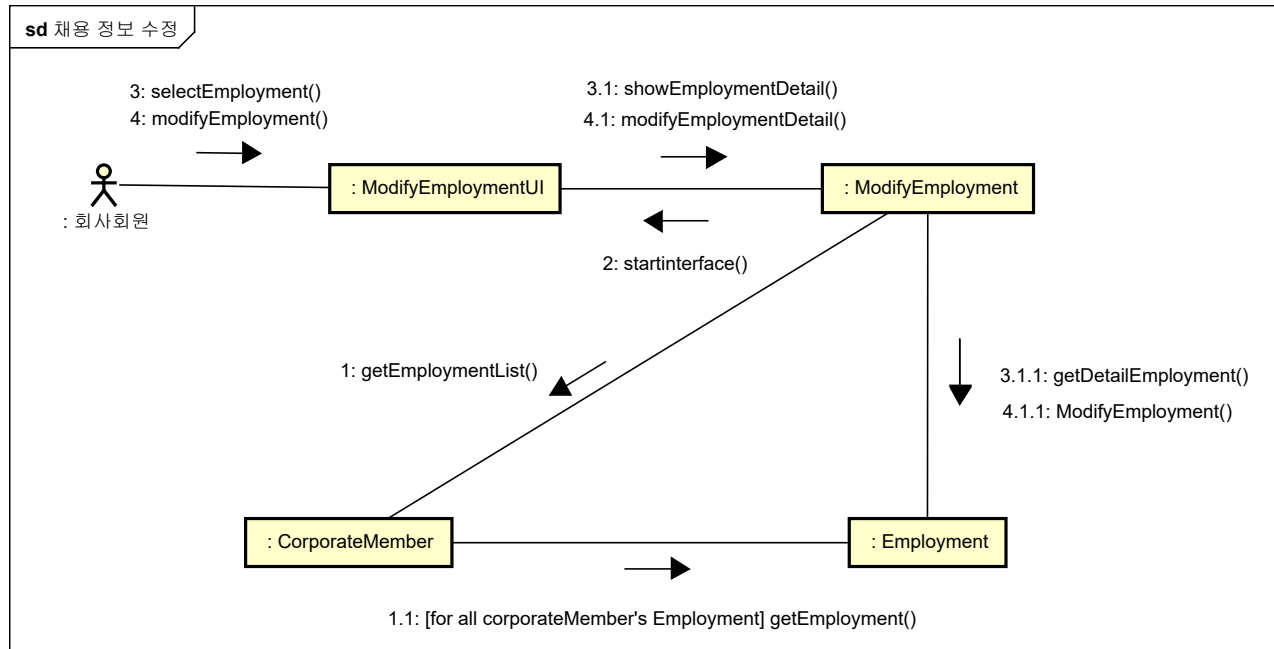 sd 채용 정보 수정
3: selectEmployment()
4: modifyEmployment()
3.1: showEmploymentDetail()
4.1: modifyEmploymentDetail()
: 회사회원
: ModifyEmploymentUI
: ModifyEmployment
2: startinterface()
1: getEmploymentList()
3.1.1: getDetailEmployment()
4.1.1: ModifyEmployment()
: CorporateMember
: Employment
1.1: [for all corporateMember's Employment] getEmployment()